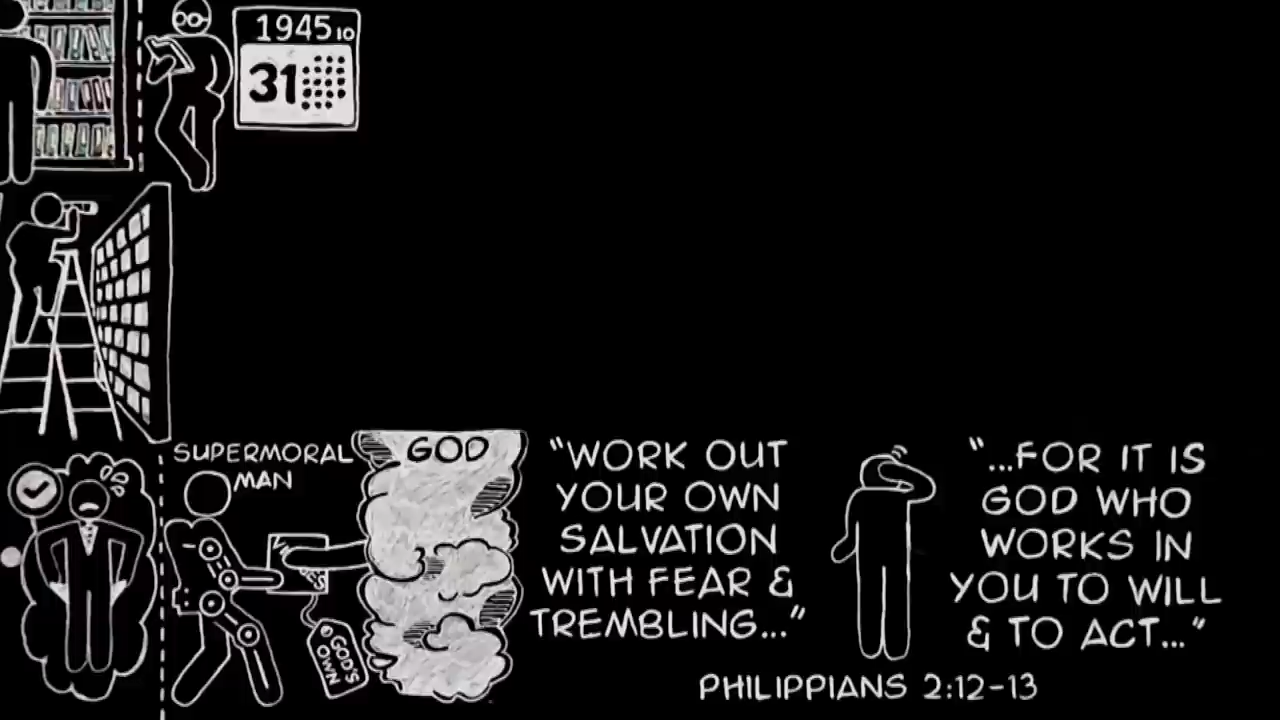 1945 10
31
SUPERMORAL
MAN
GOD
GOD'S
OWN
"WORK OUT
YOUR OWN
SALVATION
WITH FEAR &
TREMBLING..."
"...FOR IT IS
GOD WHO
WORKS IN
YOU TO WILL
& TO ACT..."
PHILIPPIANS 2:12-13